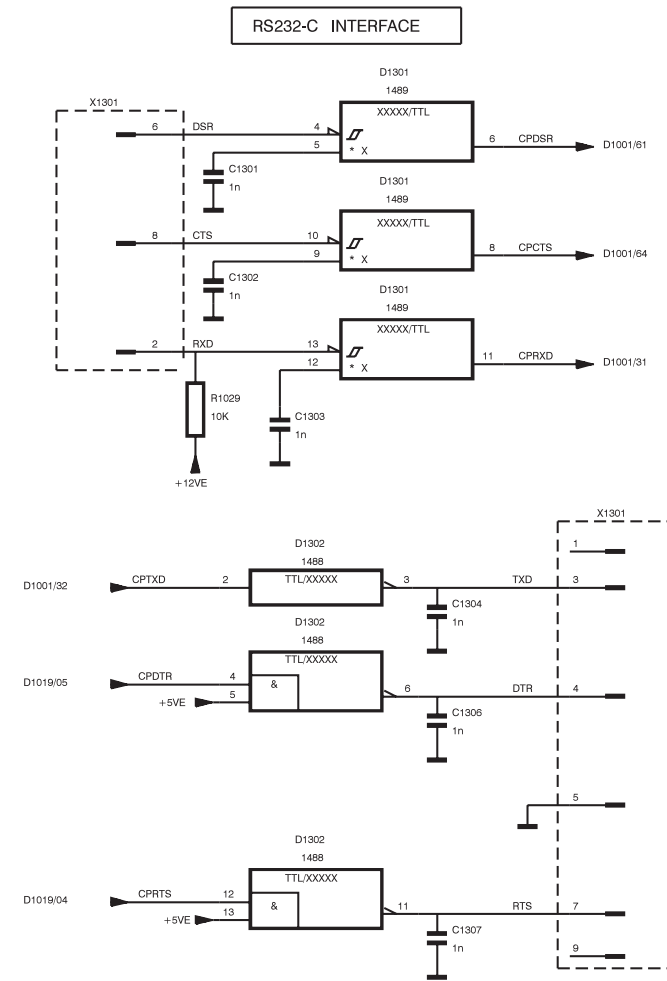 RS232-C INTERFACE
D1301
1489
X1301
XXXXX/TTL
6 DSR 4
5 * X
6 CPDSR D1001/61
C1301
1n
D1301
1489
XXXXX/TTL
8 CTS 10
9 * X
8 CPCTS D1001/64
C1302
1n
D1301
1489
XXXXX/TTL
2 RXD 13
12 * X
11 CPRXD D1001/31
R1029
10K
C1303
1n
+12VE
X1301
1
D1302
1488
D1001/32 CPTXD 2 TTL/XXXXX 3 TXD 3
C1304
1n
D1302
1488
TTL/XXXXX
D1019/05 CPDTR 4 & 6 DTR 4
+5VE 5
C1306
1n
5
D1302
1488
TTL/XXXXX
D1019/04 CPRTS 12 & 11 RTS 7
+5VE 13
C1307
1n
9